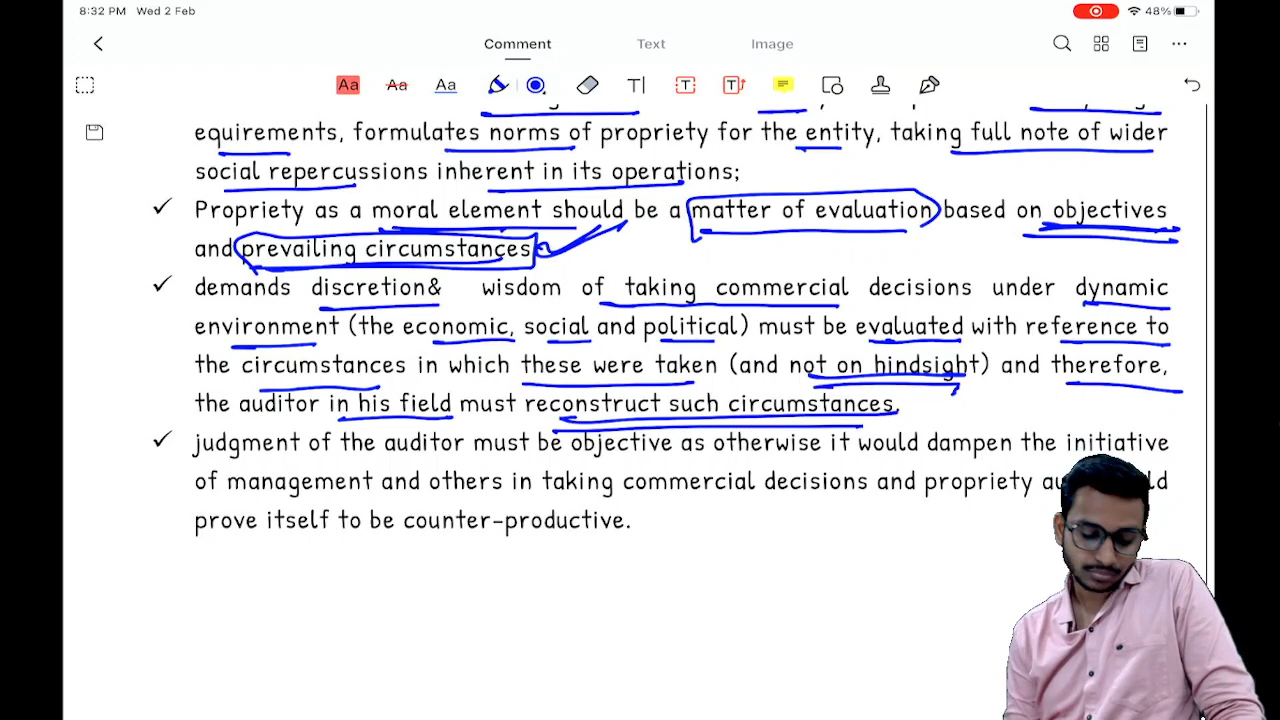 8:32 PM Wed 2 Feb
48%
Comment
Text
Image
Aa Aa Aa T T T
equirements, formulates norms of propriety for the entity, taking full note of wider
social repercussions inherent in its operations;
✓ Propriety as a moral element should be a matter of evaluation based on objectives
and prevailing circumstances
✓ demands discretion& wisdom of taking commercial decisions under dynamic
environment (the economic, social and political) must be evaluated with reference to
the circumstances in which these were taken (and not on hindsight) and therefore,
the auditor in his field must reconstruct such circumstances.
✓ judgment of the auditor must be objective as otherwise it would dampen the initiative
of management and others in taking commercial decisions and propriety
prove itself to be counter-productive.